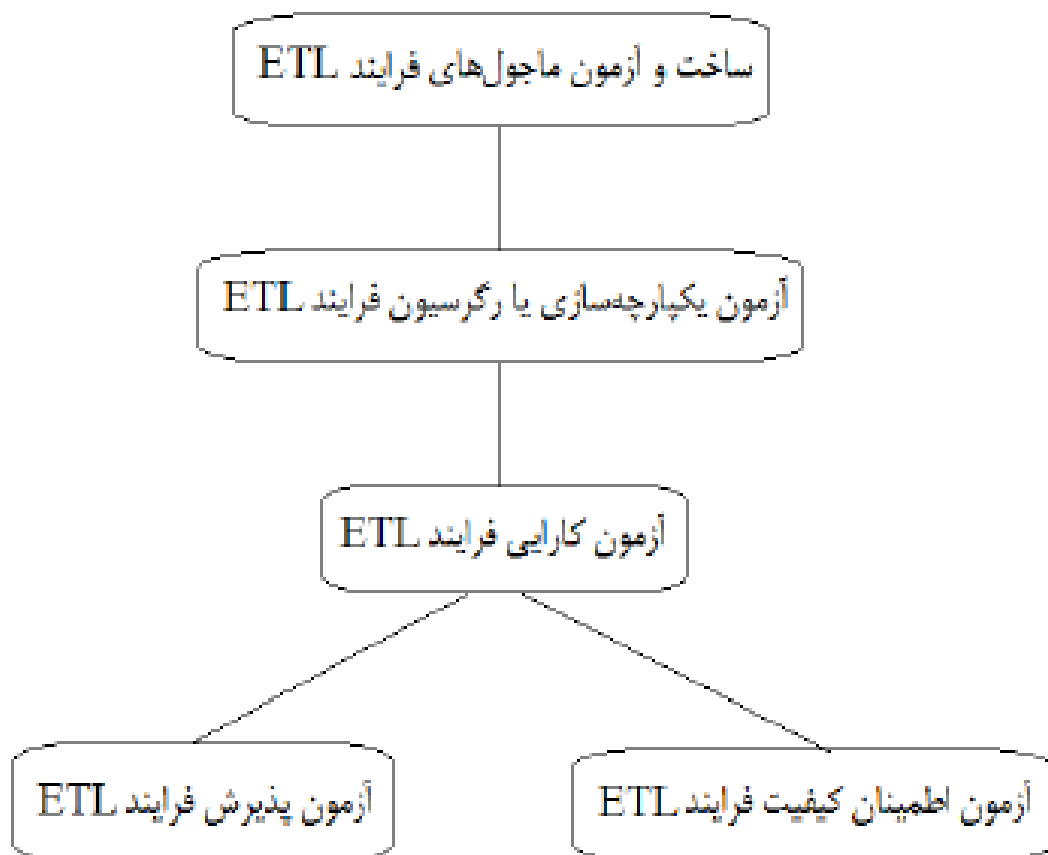 ساخت و آزمون ماجول‌های فرایند ETL
آزمون یکپارچه‌سازی یا رگرسیون فرایند ETL
آزمون کارایی فرایند ETL
آزمون اطمینان کیفیت فرایند ETL
آزمون پذیرش فرایند ETL